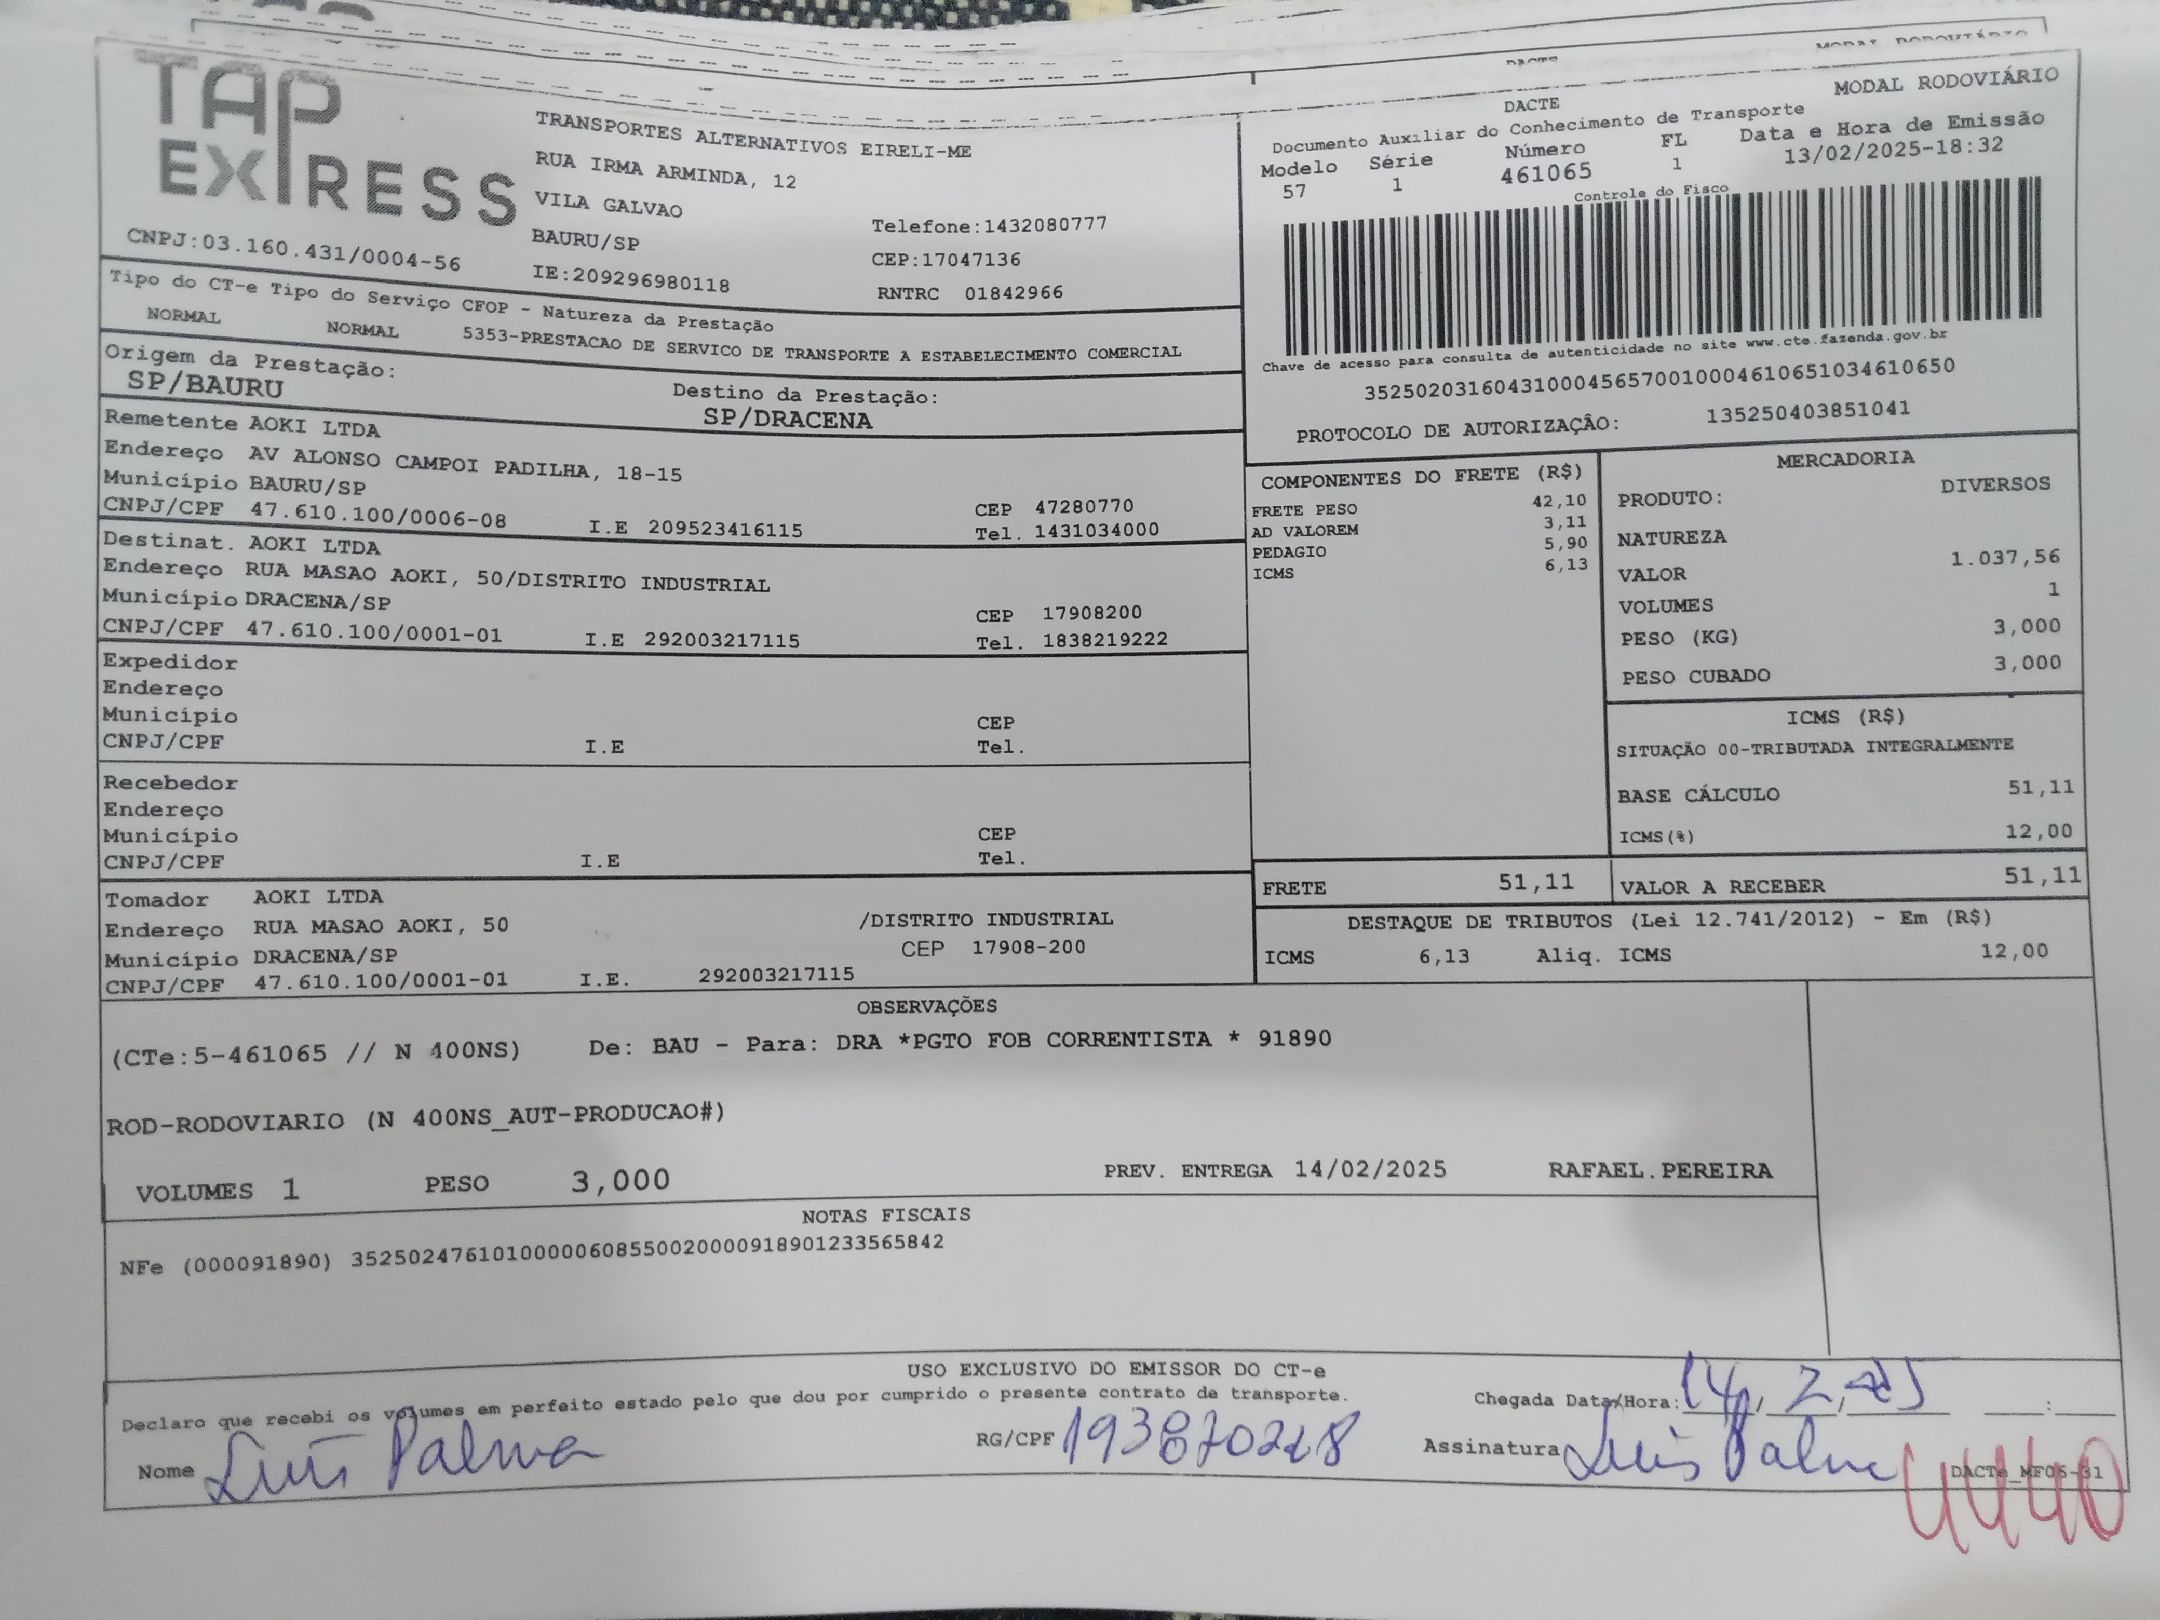 MODAL RODOVIÁRIO
DACTE
TAP
EXPRESS
CNPJ:03.160.431/0004-56
TRANSPORTES ALTERNATIVOS EIRELI-ME
RUA IRMA ARMINDA, 12
VILA GALVAO
BAURU/SP
IE:209296980118
Telefone:1432080777
CEP:17047136
RNTRC 01842966
DACTE
MODAL RODOVIÁRIO
Documento Auxiliar do Conhecimento de Transporte
Modelo Série Número FL Data e Hora de Emissão
57 1 461065 1 13/02/2025-18:32
Controle do Fisco
Chave de acesso para consulta de autenticidade no site www.cte.fazenda.gov.br
35250203160431000456570010004610651034610650
PROTOCOLO DE AUTORIZAÇÃO: 135250403851041
Tipo do CT-e Tipo do Serviço CFOP - Natureza da Prestação
NORMAL NORMAL 5353-PRESTACAO DE SERVICO DE TRANSPORTE A ESTABELECIMENTO COMERCIAL
Origem da Prestação:
SP/BAURU
Destino da Prestação:
SP/DRACENA
Remetente AOKI LTDA
Endereço AV ALONSO CAMPOI PADILHA, 18-15
Município BAURU/SP CEP 47280770
CNPJ/CPF 47.610.100/0006-08 I.E 209523416115 Tel. 1431034000
Destinat. AOKI LTDA
Endereço RUA MASAO AOKI, 50/DISTRITO INDUSTRIAL
Município DRACENA/SP CEP 17908200
CNPJ/CPF 47.610.100/0001-01 I.E 292003217115 Tel. 1838219222
Expedidor
Endereço
Município CEP
CNPJ/CPF I.E Tel.
Recebedor
Endereço
Município CEP
CNPJ/CPF I.E Tel.
Tomador AOKI LTDA
Endereço RUA MASAO AOKI, 50 /DISTRITO INDUSTRIAL
Município DRACENA/SP CEP 17908-200
CNPJ/CPF 47.610.100/0001-01 I.E. 292003217115
COMPONENTES DO FRETE (R$)
FRETE PESO 42,10
AD VALOREM 3,11
PEDAGIO 5,90
ICMS 6,13
MERCADORIA
PRODUTO: DIVERSOS
NATUREZA
VALOR 1.037,56
VOLUMES 1
PESO (KG) 3,000
PESO CUBADO 3,000
ICMS (R$)
SITUAÇÃO 00-TRIBUTADA INTEGRALMENTE
BASE CÁLCULO 51,11
ICMS(%) 12,00
FRETE 51,11 VALOR A RECEBER 51,11
DESTAQUE DE TRIBUTOS (Lei 12.741/2012) - Em (R$)
ICMS 6,13 Aliq. ICMS 12,00
OBSERVAÇÕES
(CTe:5-461065 // N 400NS) De: BAU - Para: DRA *PGTO FOB CORRENTISTA * 91890
ROD-RODOVIARIO (N 400NS_AUT-PRODUCAO#)
VOLUMES 1 PESO 3,000 PREV. ENTREGA 14/02/2025 RAFAEL.PEREIRA
NOTAS FISCAIS
NFe (000091890) 35250247610100000608550020000918901233565842
USO EXCLUSIVO DO EMISSOR DO CT-e
Declaro que recebi os volumes em perfeito estado pelo que dou por cumprido o presente contrato de transporte.
Chegada Data/Hora: 14/ 2/ :
Nome Luis Palma RG/CPF Assinatura Luis Palma
DACTe_MF06-31